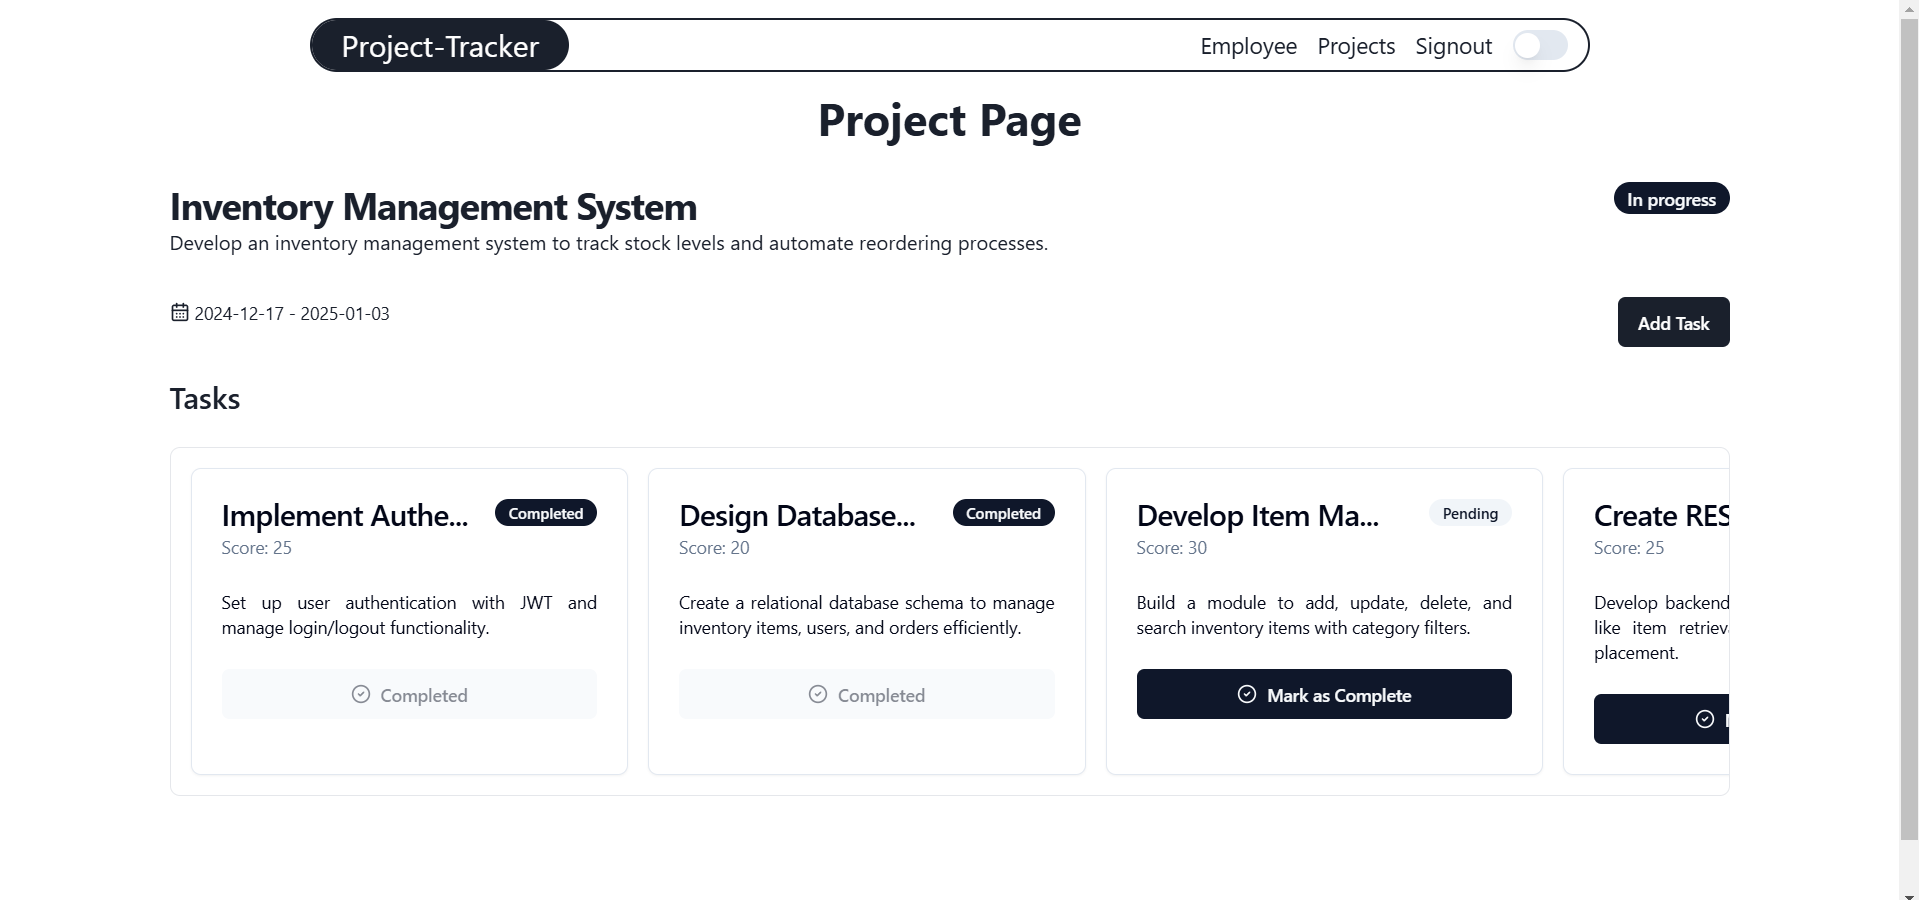 Project-Tracker
Employee Projects Signout
Project Page
Inventory Management System
In progress
Develop an inventory management system to track stock levels and automate reordering processes.
2024-12-17 - 2025-01-03
Add Task
Tasks
Implement Authe...
Completed
Score: 25
Set up user authentication with JWT and
manage login/logout functionality.
Completed
Design Database...
Completed
Score: 20
Create a relational database schema to manage
inventory items, users, and orders efficiently.
Completed
Develop Item Ma...
Pending
Score: 30
Build a module to add, update, delete, and
search inventory items with category filters.
Mark as Complete
Create RES
Score: 25
Develop backend
like item
placement.